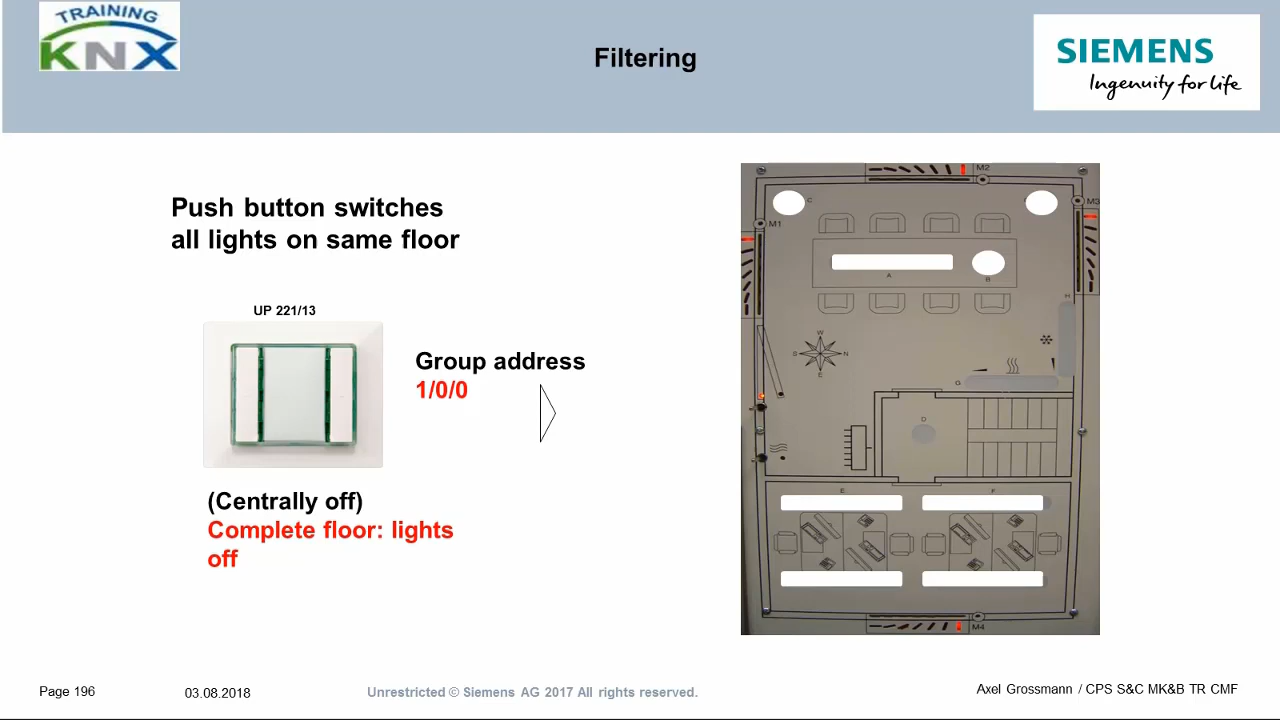 TRAINING
KNX
Filtering
SIEMENS
Ingenuity for life
Push button switches
all lights on same floor
UP 221/13
Group address
1/0/0
(Centrally off)
Complete floor: lights
off
M2
C
M3
M1
A
B
H
W
S
N
E
G
D
E
F
M4
Page 196
03.08.2018
Unrestricted © Siemens AG 2017 All rights reserved.
Axel Grossmann / CPS S&C MK&B TR CMF